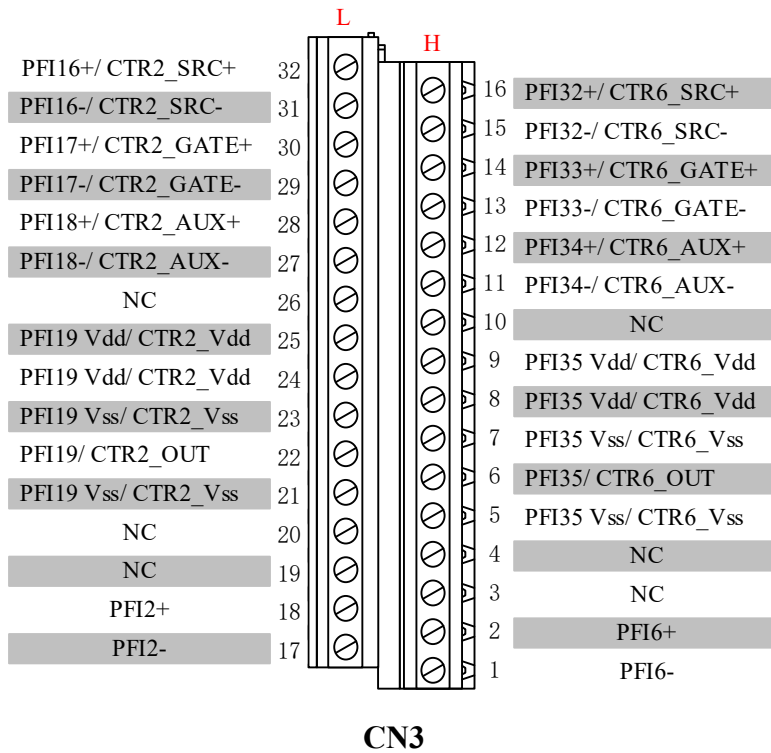 L
H
PFI16+/ CTR2_SRC+ 32
PFI16-/ CTR2_SRC- 31
PFI17+/ CTR2_GATE+ 30
PFI17-/ CTR2_GATE- 29
PFI18+/ CTR2_AUX+ 28
PFI18-/ CTR2_AUX- 27
NC 26
PFI19 Vdd/ CTR2_Vdd 25
PFI19 Vdd/ CTR2_Vdd 24
PFI19 Vss/ CTR2_Vss 23
PFI19/ CTR2_OUT 22
PFI19 Vss/ CTR2_Vss 21
NC 20
NC 19
PFI2+ 18
PFI2- 17
16 PFI32+/ CTR6_SRC+
15 PFI32-/ CTR6_SRC-
14 PFI33+/ CTR6_GATE+
13 PFI33-/ CTR6_GATE-
12 PFI34+/ CTR6_AUX+
11 PFI34-/ CTR6_AUX-
10 NC
9 PFI35 Vdd/ CTR6_Vdd
8 PFI35 Vdd/ CTR6_Vdd
7 PFI35 Vss/ CTR6_Vss
6 PFI35/ CTR6_OUT
5 PFI35 Vss/ CTR6_Vss
4 NC
3 NC
2 PFI6+
1 PFI6-
CN3